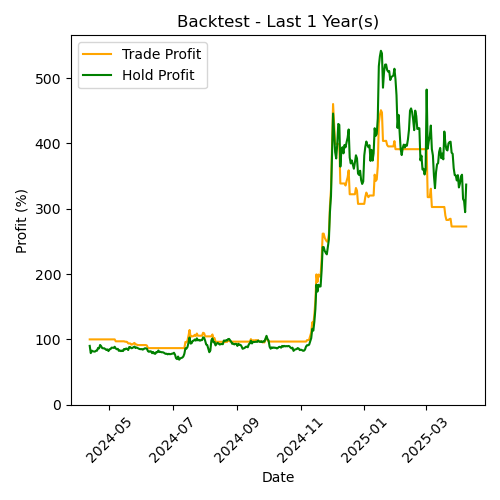 Backtest - Last 1 Year(s)
Trade Profit
Hold Profit
Profit (%)
500
400
300
200
100
0
2024-05
2024-07
2024-09
2024-11
2025-01
2025-03
Date